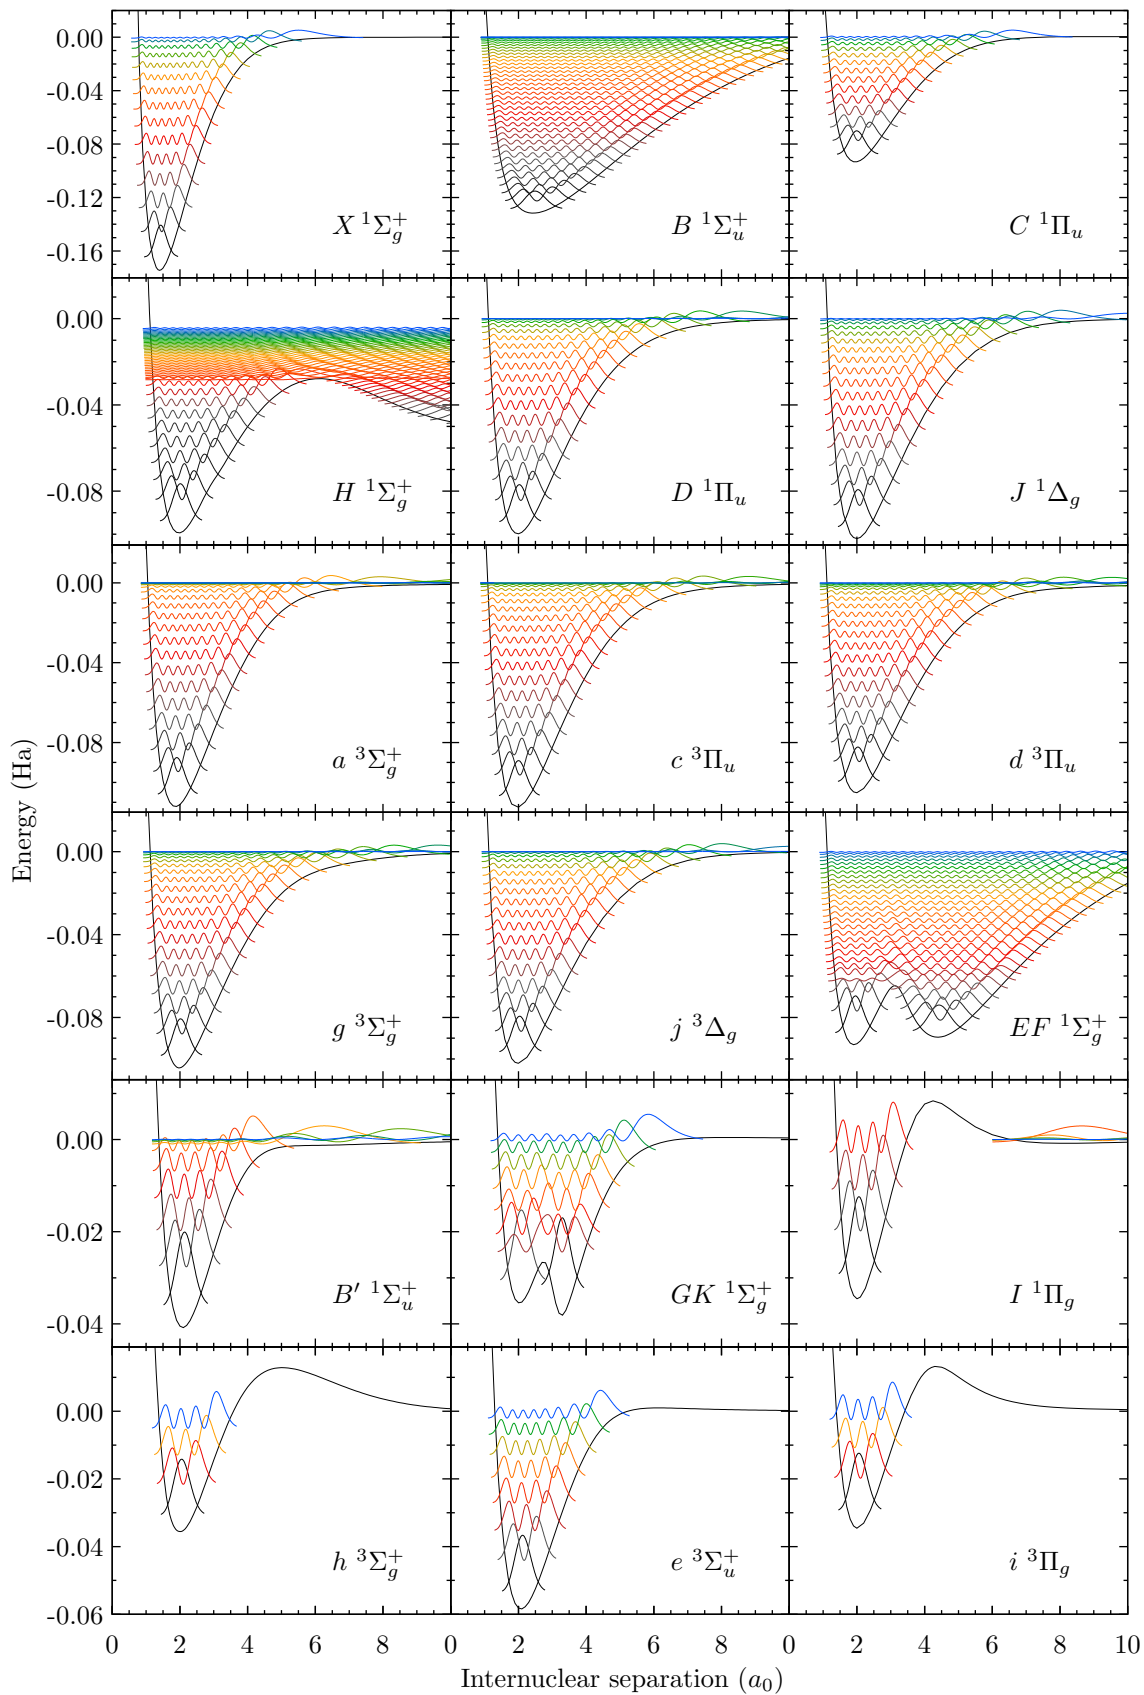 0.00
-0.04
-0.08
-0.12
-0.16
X ¹Σg⁺
B ¹Σu⁺
C ¹Πu
0.00
-0.04
-0.08
H ¹Σg⁺
D ¹Πu
J ¹Δg
0.00
-0.04
-0.08
a ³Σg⁺
c ³Πu
d ³Πu
Energy (Ha)
0.00
-0.04
-0.08
g ³Σg⁺
j ³Δg
EF ¹Σg⁺
0.00
-0.02
-0.04
B′ ¹Σu⁺
GK ¹Σg⁺
I ¹Πg
0.00
-0.02
-0.04
-0.06
h ³Σg⁺
e ³Σu⁺
i ³Πg
0 2 4 6 8 0 2 4 6 8 0 2 4 6 8 10
Internuclear separation (a₀)